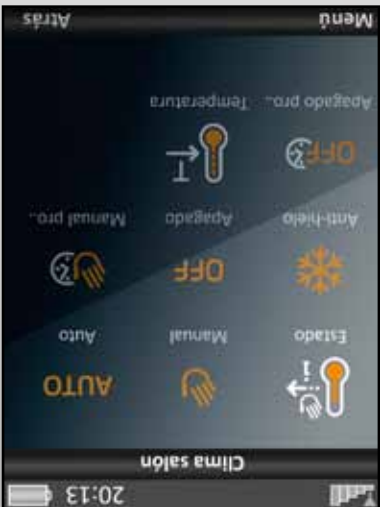 20:13
Clima salón
i AUTO
Estado Manual Auto
OFF
Anti-hielo Apagado Manual pro..
OFF T
Apagado pro.. Temperatura
Menú Atrás